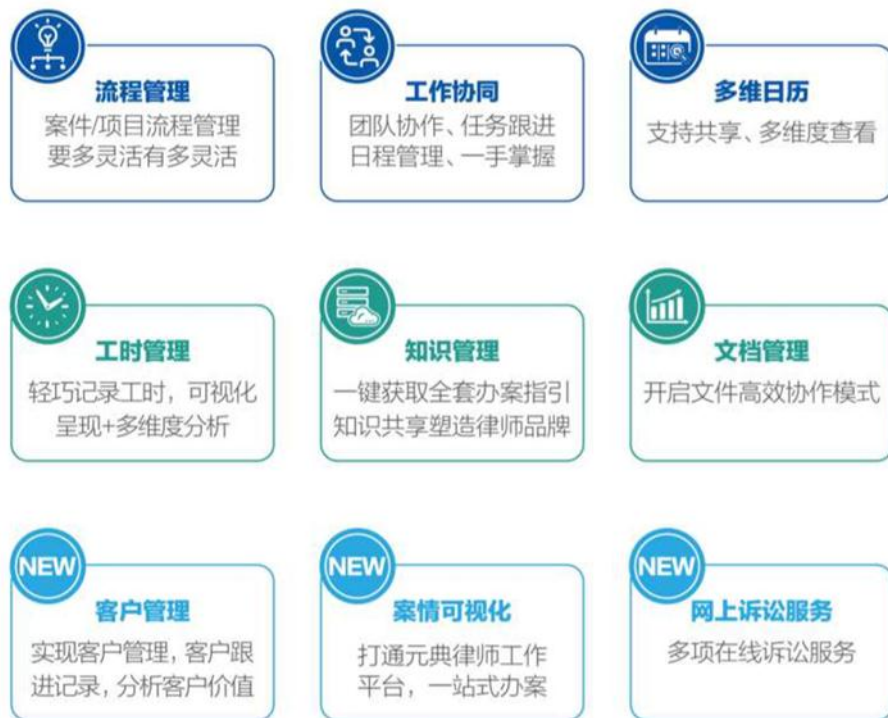 流程管理
案件/项目流程管理
要多灵活有多灵活
工作协同
团队协作、任务跟进
日程管理、一手掌握
多维日历
支持共享、多维度查看
工时管理
轻巧记录工时，可视化
呈现+多维度分析
知识管理
一键获取全套办案指引
知识共享塑造律师品牌
文档管理
开启文件高效协作模式
NEW
客户管理
实现客户管理，客户跟
进记录，分析客户价值
NEW
案情可视化
打通元典律师工作
平台，一站式办案
NEW
网上诉讼服务
多项在线诉讼服务